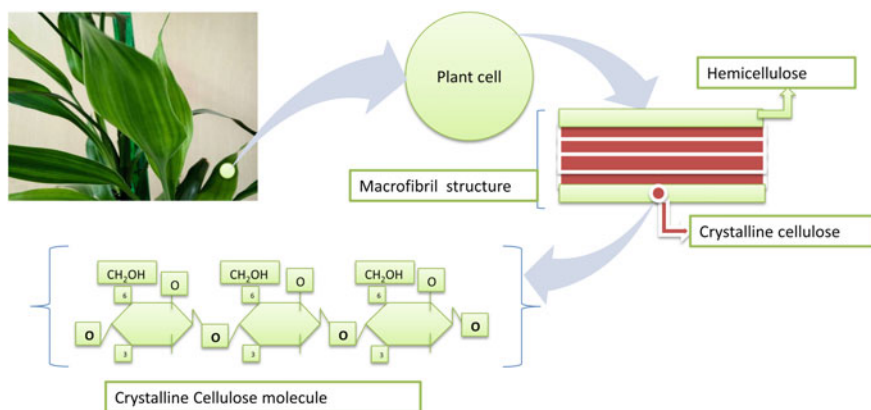 Plant cell
Hemicellulose
Macrofibril structure
Crystalline cellulose
CH₂OH O CH₂OH O CH₂OH O
6 6 6
O O O O
3 3 3
Crystalline Cellulose molecule